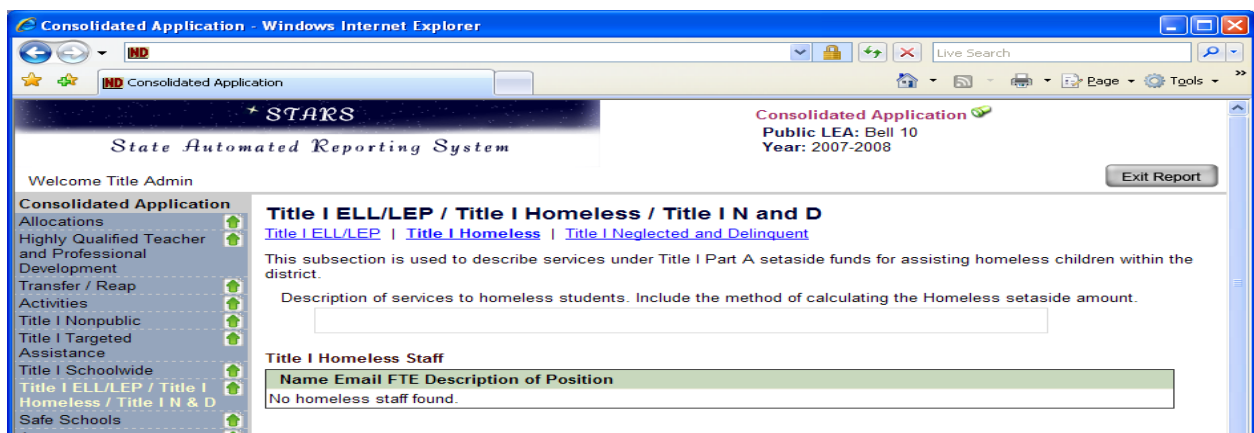 Consolidated Application - Windows Internet Explorer
IND
Live Search
IND Consolidated Application
Page
Tools
»
STARS
State Automated Reporting System
Consolidated Application
Public LEA: Bell 10
Year: 2007-2008
Welcome Title Admin
Exit Report
Consolidated Application
Allocations
Highly Qualified Teacher
and Professional
Development
Transfer / Reap
Activities
Title I Nonpublic
Title I Targeted
Assistance
Title I Schoolwide
Title I ELL/LEP / Title I
Homeless / Title I N & D
Safe Schools
Title I ELL/LEP / Title I Homeless / Title I N and D
Title I ELL/LEP | Title I Homeless | Title I Neglected and Delinquent
This subsection is used to describe services under Title I Part A setaside funds for assisting homeless children within the
district.
Description of services to homeless students. Include the method of calculating the Homeless setaside amount.
Title I Homeless Staff
Name Email FTE Description of Position
No homeless staff found.